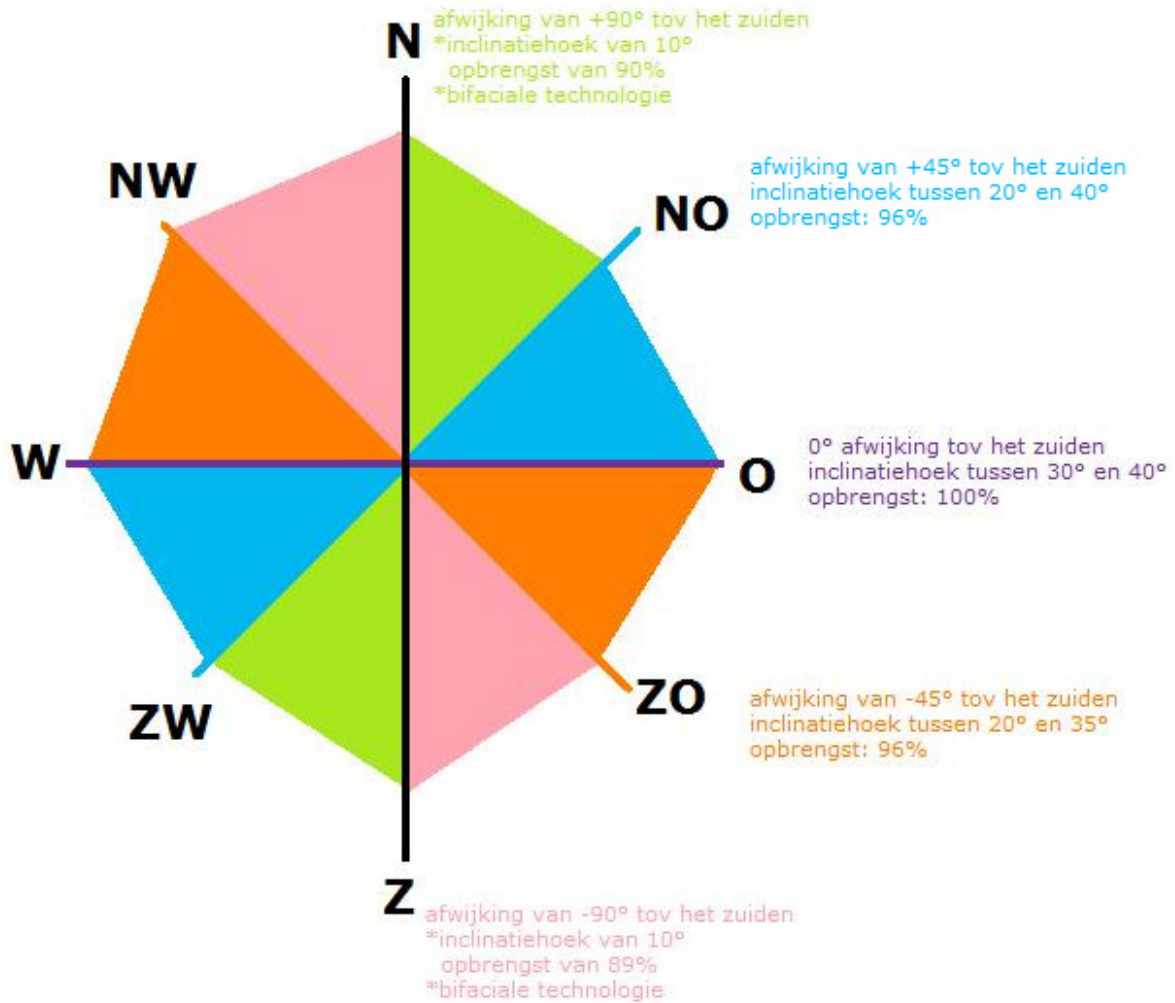 N
afwijking van +90° tov het zuiden
*inclinatiehoek van 10°
opbrengst van 90%
*bifaciale technologie
NW
NO
afwijking van +45° tov het zuiden
inclinatiehoek tussen 20° en 40°
opbrengst: 96%
W
O
0° afwijking tov het zuiden
inclinatiehoek tussen 30° en 40°
opbrengst: 100%
ZW
ZO
afwijking van -45° tov het zuiden
inclinatiehoek tussen 20° en 35°
opbrengst: 96%
Z
afwijking van -90° tov het zuiden
*inclinatiehoek van 10°
opbrengst van 89%
*bifaciale technologie